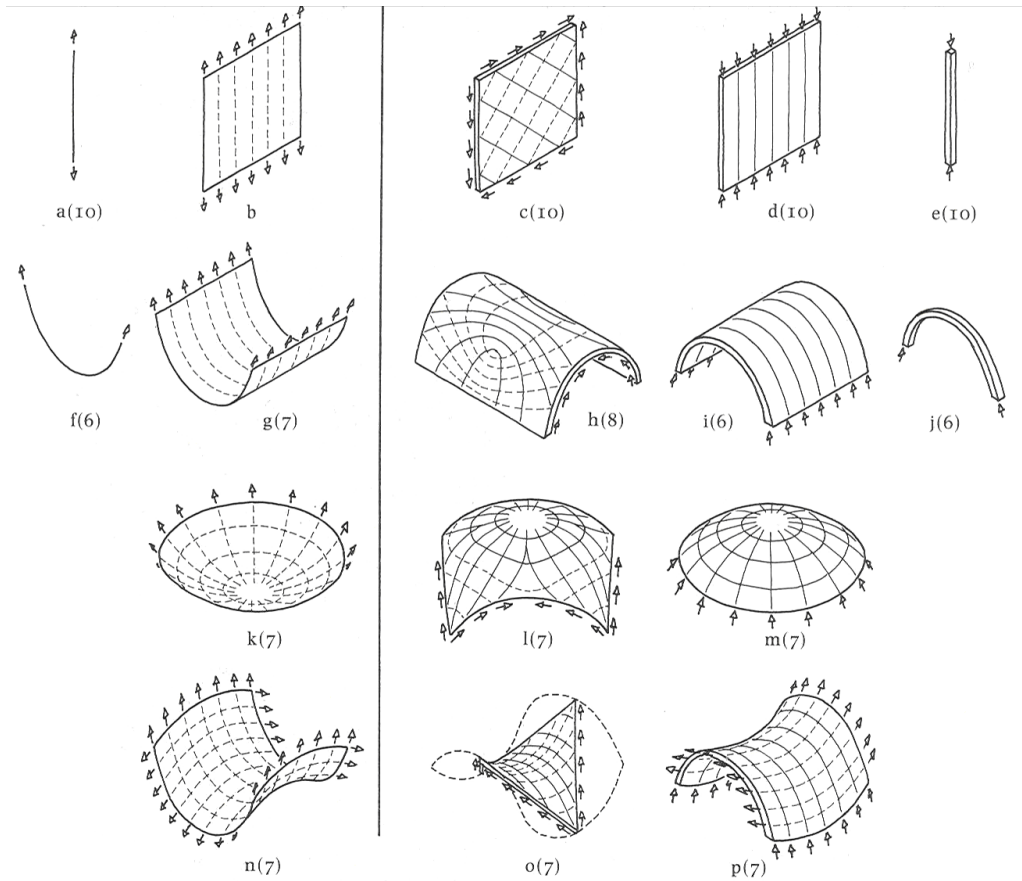 a(10) b c(10) d(10) e(10)
f(6) g(7) h(8) i(6) j(6)
k(7) l(7) m(7)
n(7) o(7) p(7)